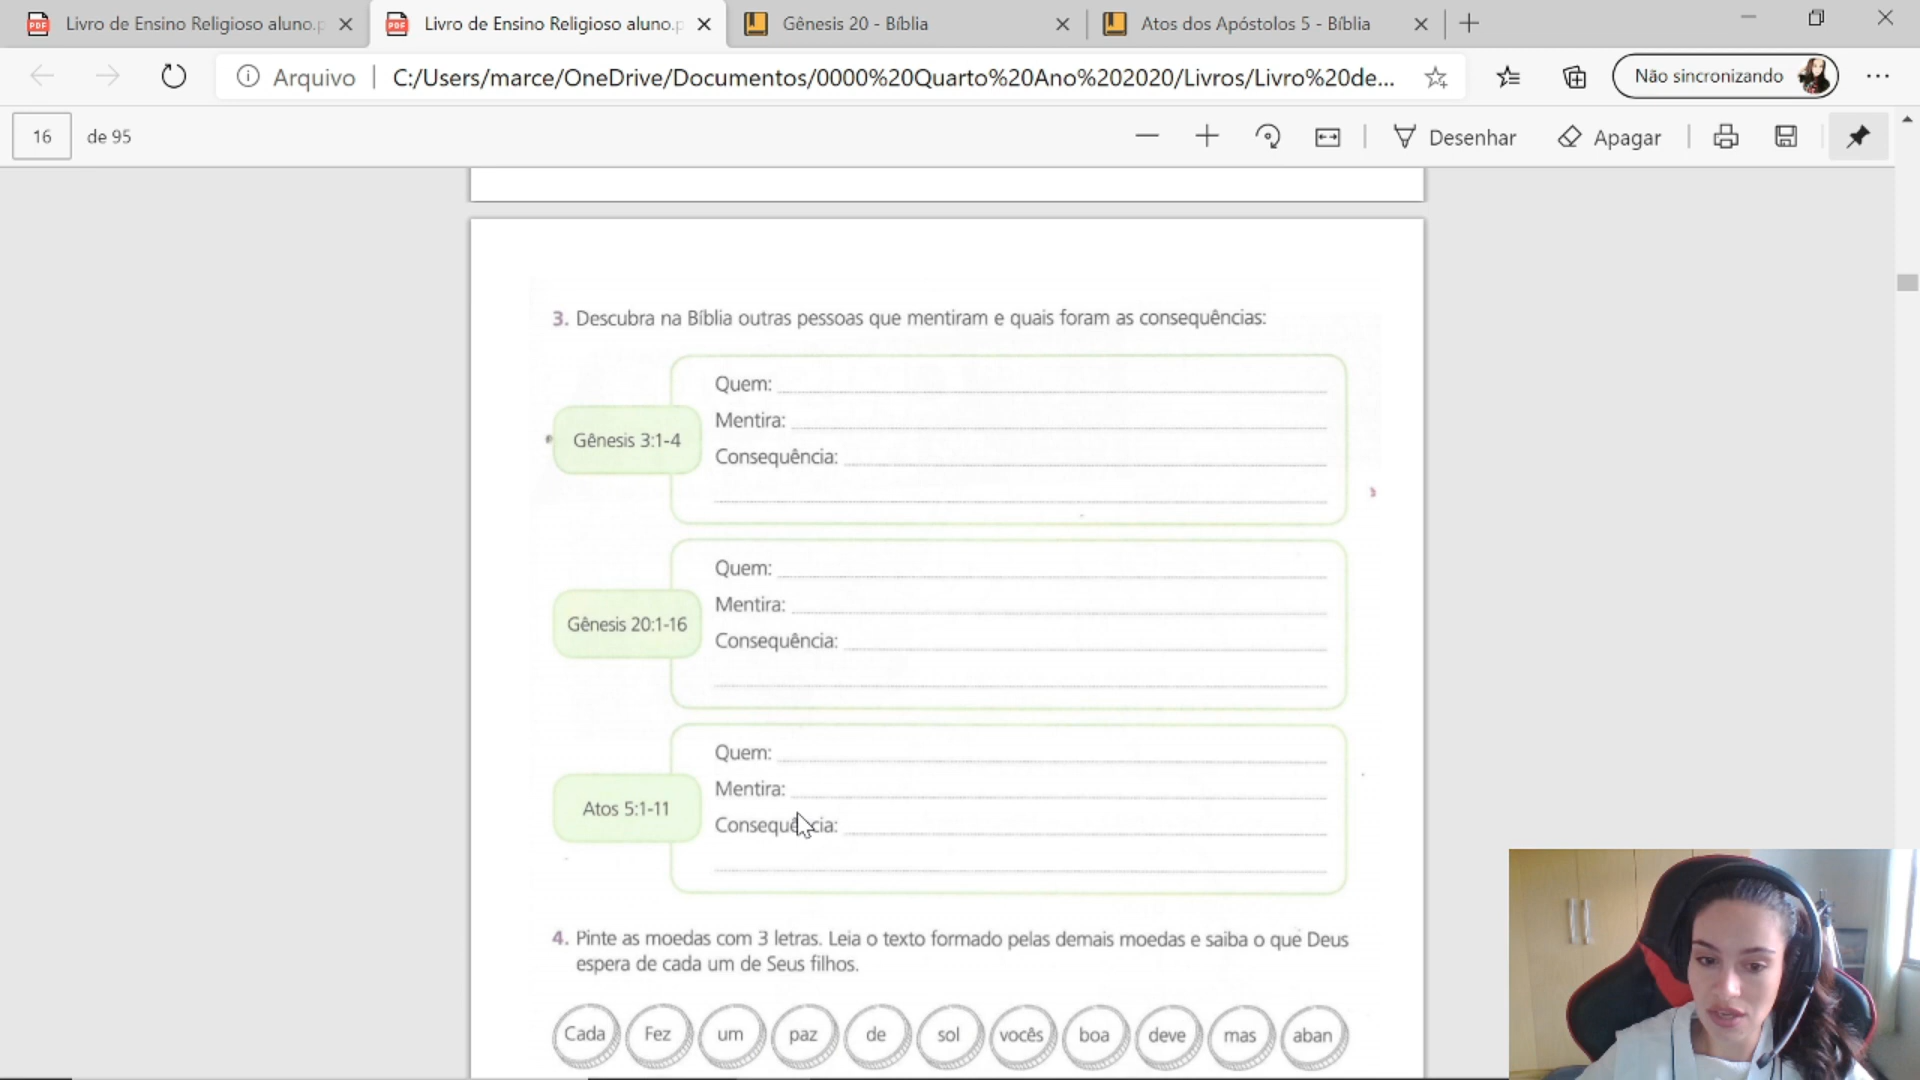 Livro de Ensino Religioso aluno.p
Livro de Ensino Religioso aluno.p
Gênesis 20 - Bíblia
Atos dos Apóstolos 5 - Bíblia
Arquivo
C:/Users/marce/OneDrive/Documentos/0000%20Quarto%20Ano%202020/Livros/Livro%20de...
Não sincronizando
16
de 95
Desenhar
Apagar
3. Descubra na Bíblia outras pessoas que mentiram e quais foram as consequências:
Gênesis 3:1-4
Quem:
Mentira:
Consequência:
Gênesis 20:1-16
Quem:
Mentira:
Consequência:
Atos 5:1-11
Quem:
Mentira:
Consequência:
4. Pinte as moedas com 3 letras. Leia o texto formado pelas demais moedas e saiba o que Deus
espera de cada um de Seus filhos.
Cada Fez um paz de sol vocês boa deve mas aban